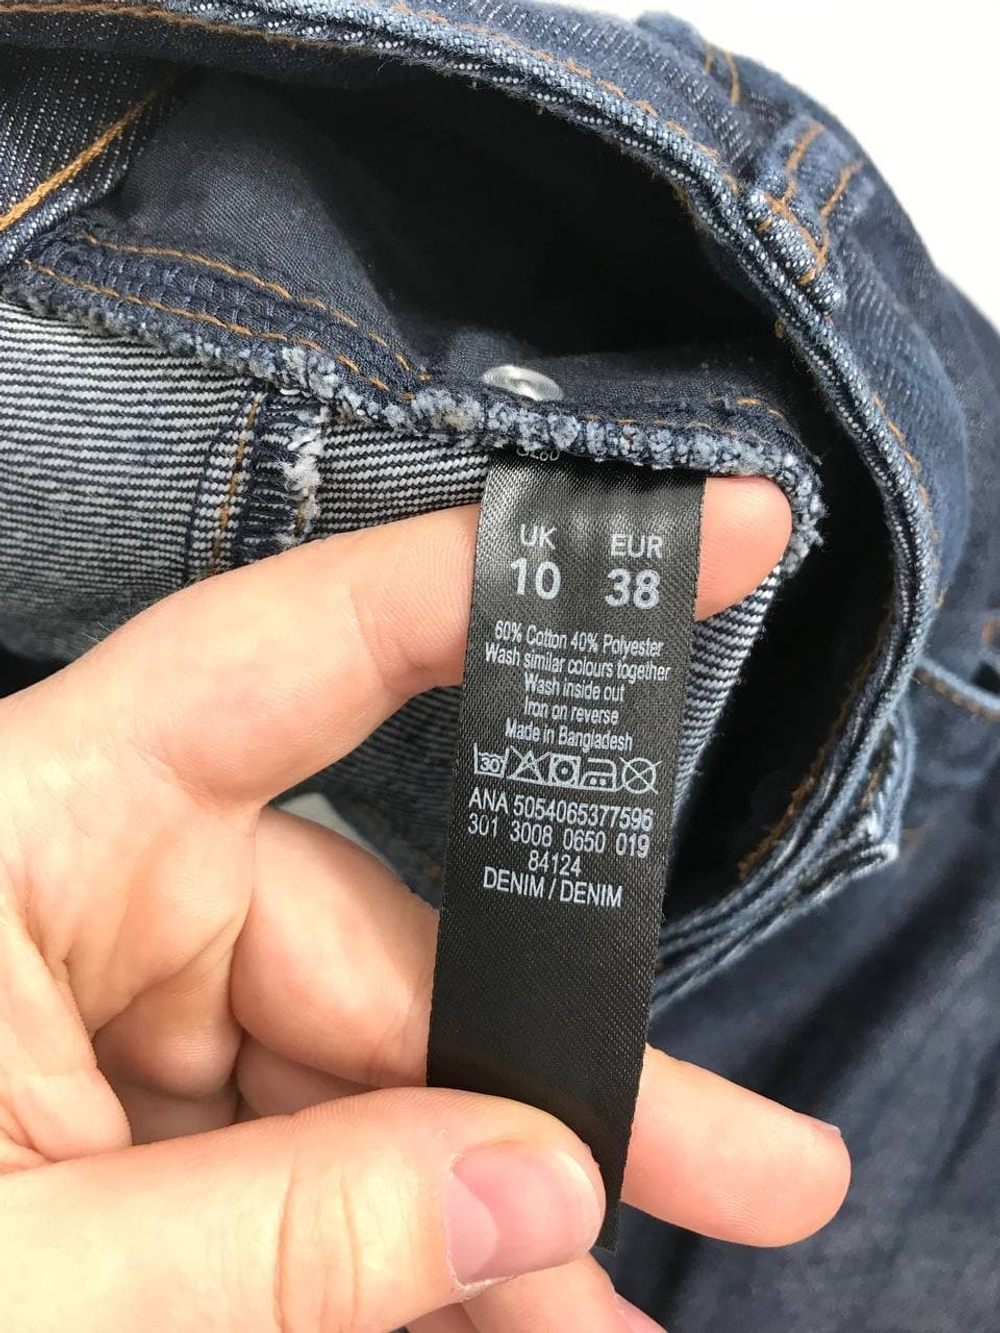 UK EUR
10 38
60% Cotton 40% Polyester
Wash similar colours together
Wash inside out
Iron on reverse
Made in Bangladesh
30
ANA 5054065377596
301 3008 0650 019
84124
DENIM / DENIM